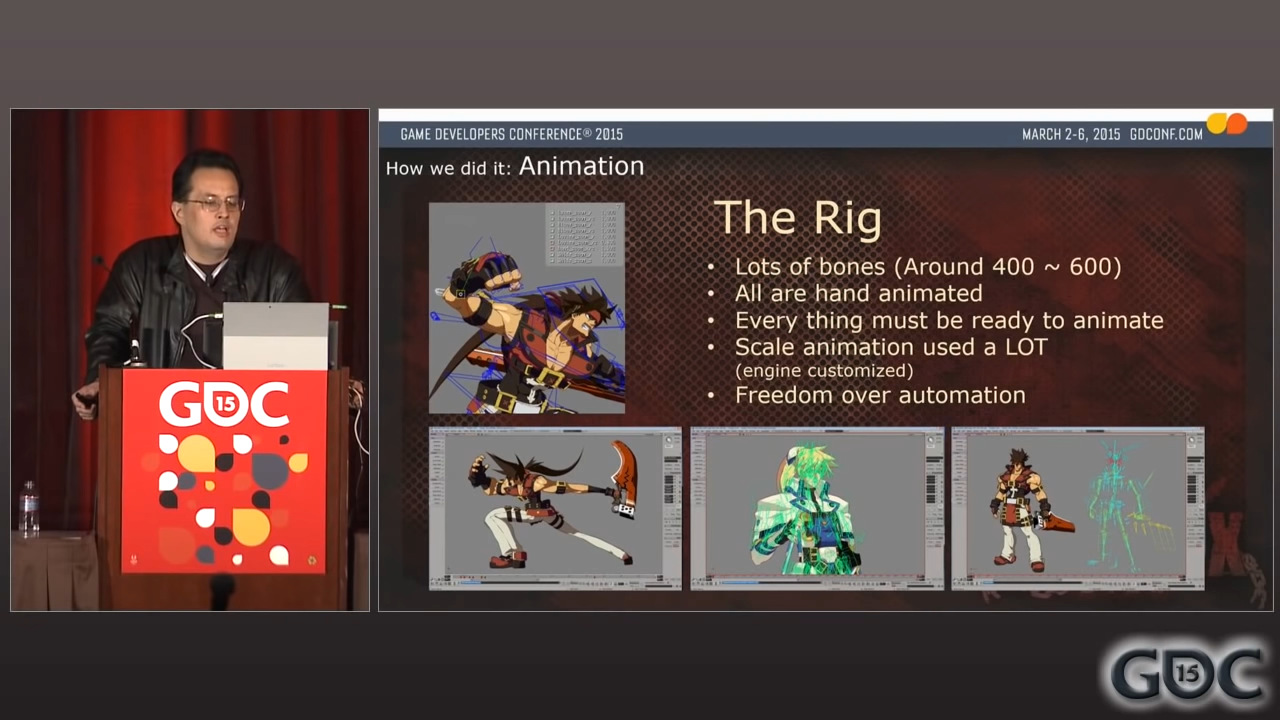 GAME DEVELOPERS CONFERENCE® 2015
MARCH 2-6, 2015 GDCONF.COM
How we did it: Animation
The Rig
• Lots of bones (Around 400 ~ 600)
• All are hand animated
• Every thing must be ready to animate
• Scale animation used a LOT
(engine customized)
• Freedom over automation
GDC 15
GDC 15